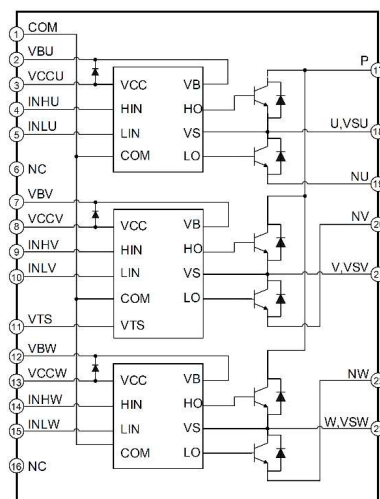 1 COM
2 VBU
3 VCCU
4 INHU
5 INLU
6 NC
7 VBV
8 VCCV
9 INHV
10 INLV
11 VTS
12 VBW
13 VCCW
14 INHW
15 INLW
16 NC
VCC VB
HIN HO
LIN VS
COM LO
VCC VB
HIN HO
LIN VS
COM LO
VTS
VCC VB
HIN HO
LIN VS
COM LO
P 17
U,VSU 18
NU 19
NV
V,VSV
NW
W,VSW